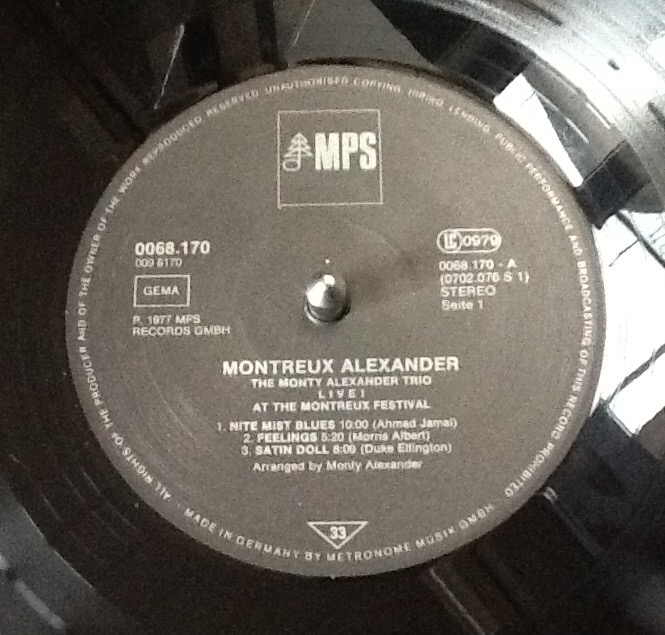 ALL RIGHTS OF THE PRODUCER AND OF THE OWNER OF THE WORK REPRODUCED RESERVED. UNAUTHORISED COPYING, HIRING, LENDING, PUBLIC PERFORMANCE AND BROADCASTING OF THIS RECORD PROHIBITED
MPS
0068.170
009 6170
GEMA
P. 1977 MPS
RECORDS GMBH
LC 0979
0068.170 - A
(0702.076 S 1)
STEREO
Seite 1
MONTREUX ALEXANDER
THE MONTY ALEXANDER TRIO
LIVE!
AT THE MONTREUX FESTIVAL
1. NITE MIST BLUES 10:00 (Ahmed Jamal)
2. FEELINGS 5:20 (Morris Albert)
3. SATIN DOLL 8:09 (Duke Ellington)
Arranged by Monty Alexander
33
MADE IN GERMANY BY METRONOME MUSIK GMBH